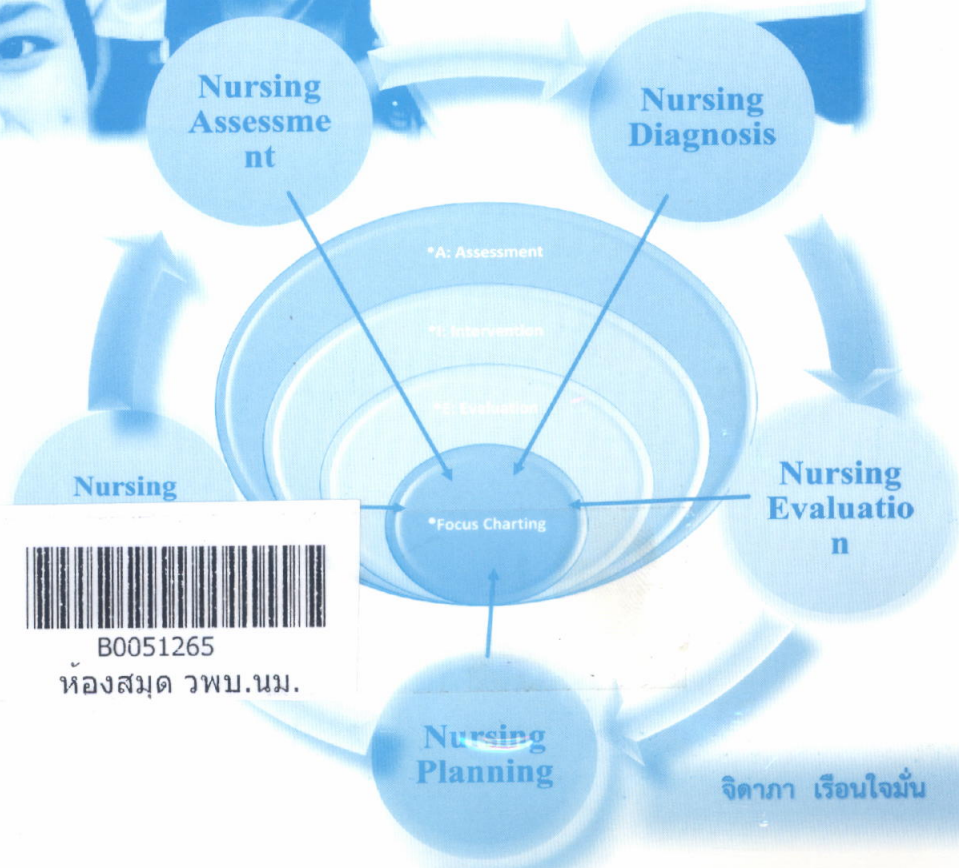 Nursing
Assessme
nt
Nursing
Diagnosis
*A: Assessment
*I: Intervention
*E: Evaluation
Nursing
*Focus Charting
Nursing
Evaluatio
n
B0051265
ห้องสมุด วพบ.นม.
Nursing
Planning
จิดาภา เรือนใจมั่น